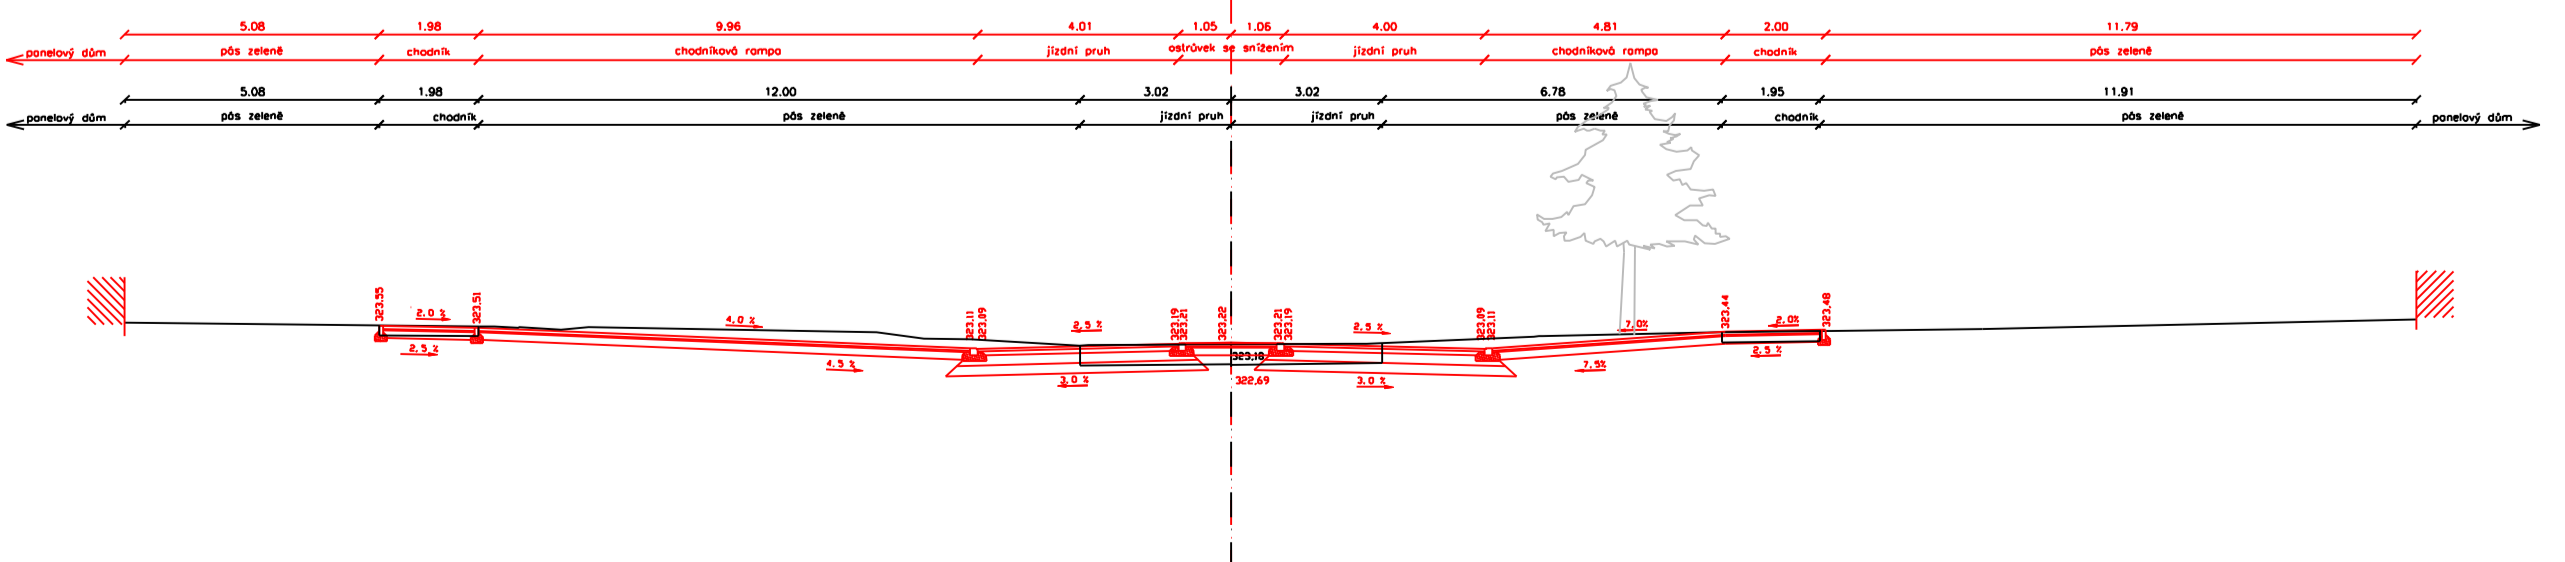 5.08 1.98 9.96 4.01 1.05 1.06 4.00 4.81 2.00 11.79
panelový dům pás zeleně chodník chodníková rampa jízdní pruh ostrůvek se snížením jízdní pruh chodníková rampa chodník pás zeleně
5.08 1.98 12.00 3.02 3.02 6.78 1.95 11.91
panelový dům pás zeleně chodník pás zeleně jízdní pruh jízdní pruh pás zeleně chodník pás zeleně panelový dům
323.55 323.51 323.11 323.09 323.19 323.21 323.22 323.21 323.19 323.09 323.11 323.44 323.48
2.0 % 4.0 % 2.5 % 2.5 % 7.0% 2.0%
2.5 % 4.5 % 323.18 7.5% 2.5 %
3.0 % 322.69 3.0 %